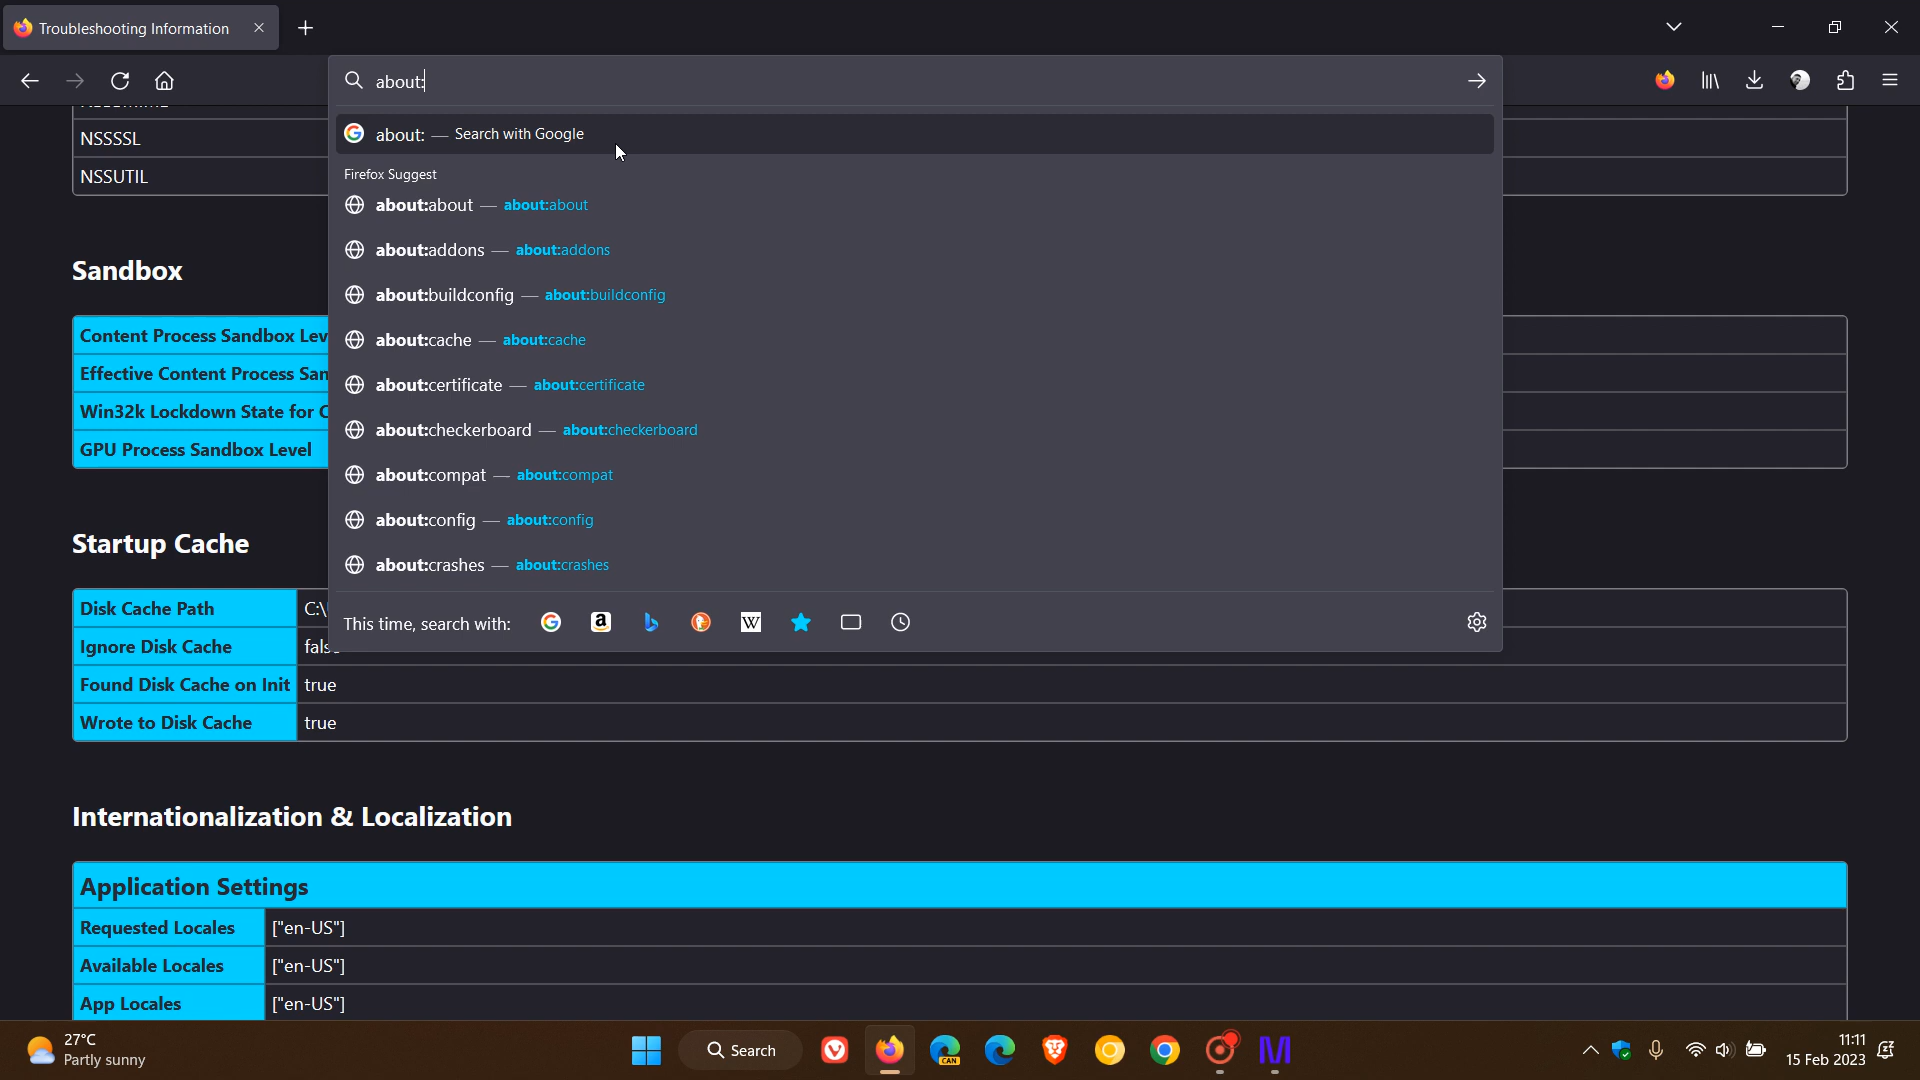 Troubleshooting Information
about:
about: — Search with Google
Firefox Suggest
about:about — about:about
about:addons — about:addons
about:buildconfig — about:buildconfig
about:cache — about:cache
about:certificate — about:certificate
about:checkerboard — about:checkerboard
about:compat — about:compat
about:config — about:config
about:crashes — about:crashes
This time, search with:
NSSSSL
NSSUTIL
Sandbox
Content Process Sandbox Lev
Effective Content Process San
Win32k Lockdown State for C
GPU Process Sandbox Level
Startup Cache
Disk Cache Path C:\
Ignore Disk Cache
Found Disk Cache on Init true
Wrote to Disk Cache true
Internationalization & Localization
Application Settings
Requested Locales ["en-US"]
Available Locales ["en-US"]
App Locales ["en-US"]
27°C
Partly sunny
Search
CAN
11:11
15 Feb 2023